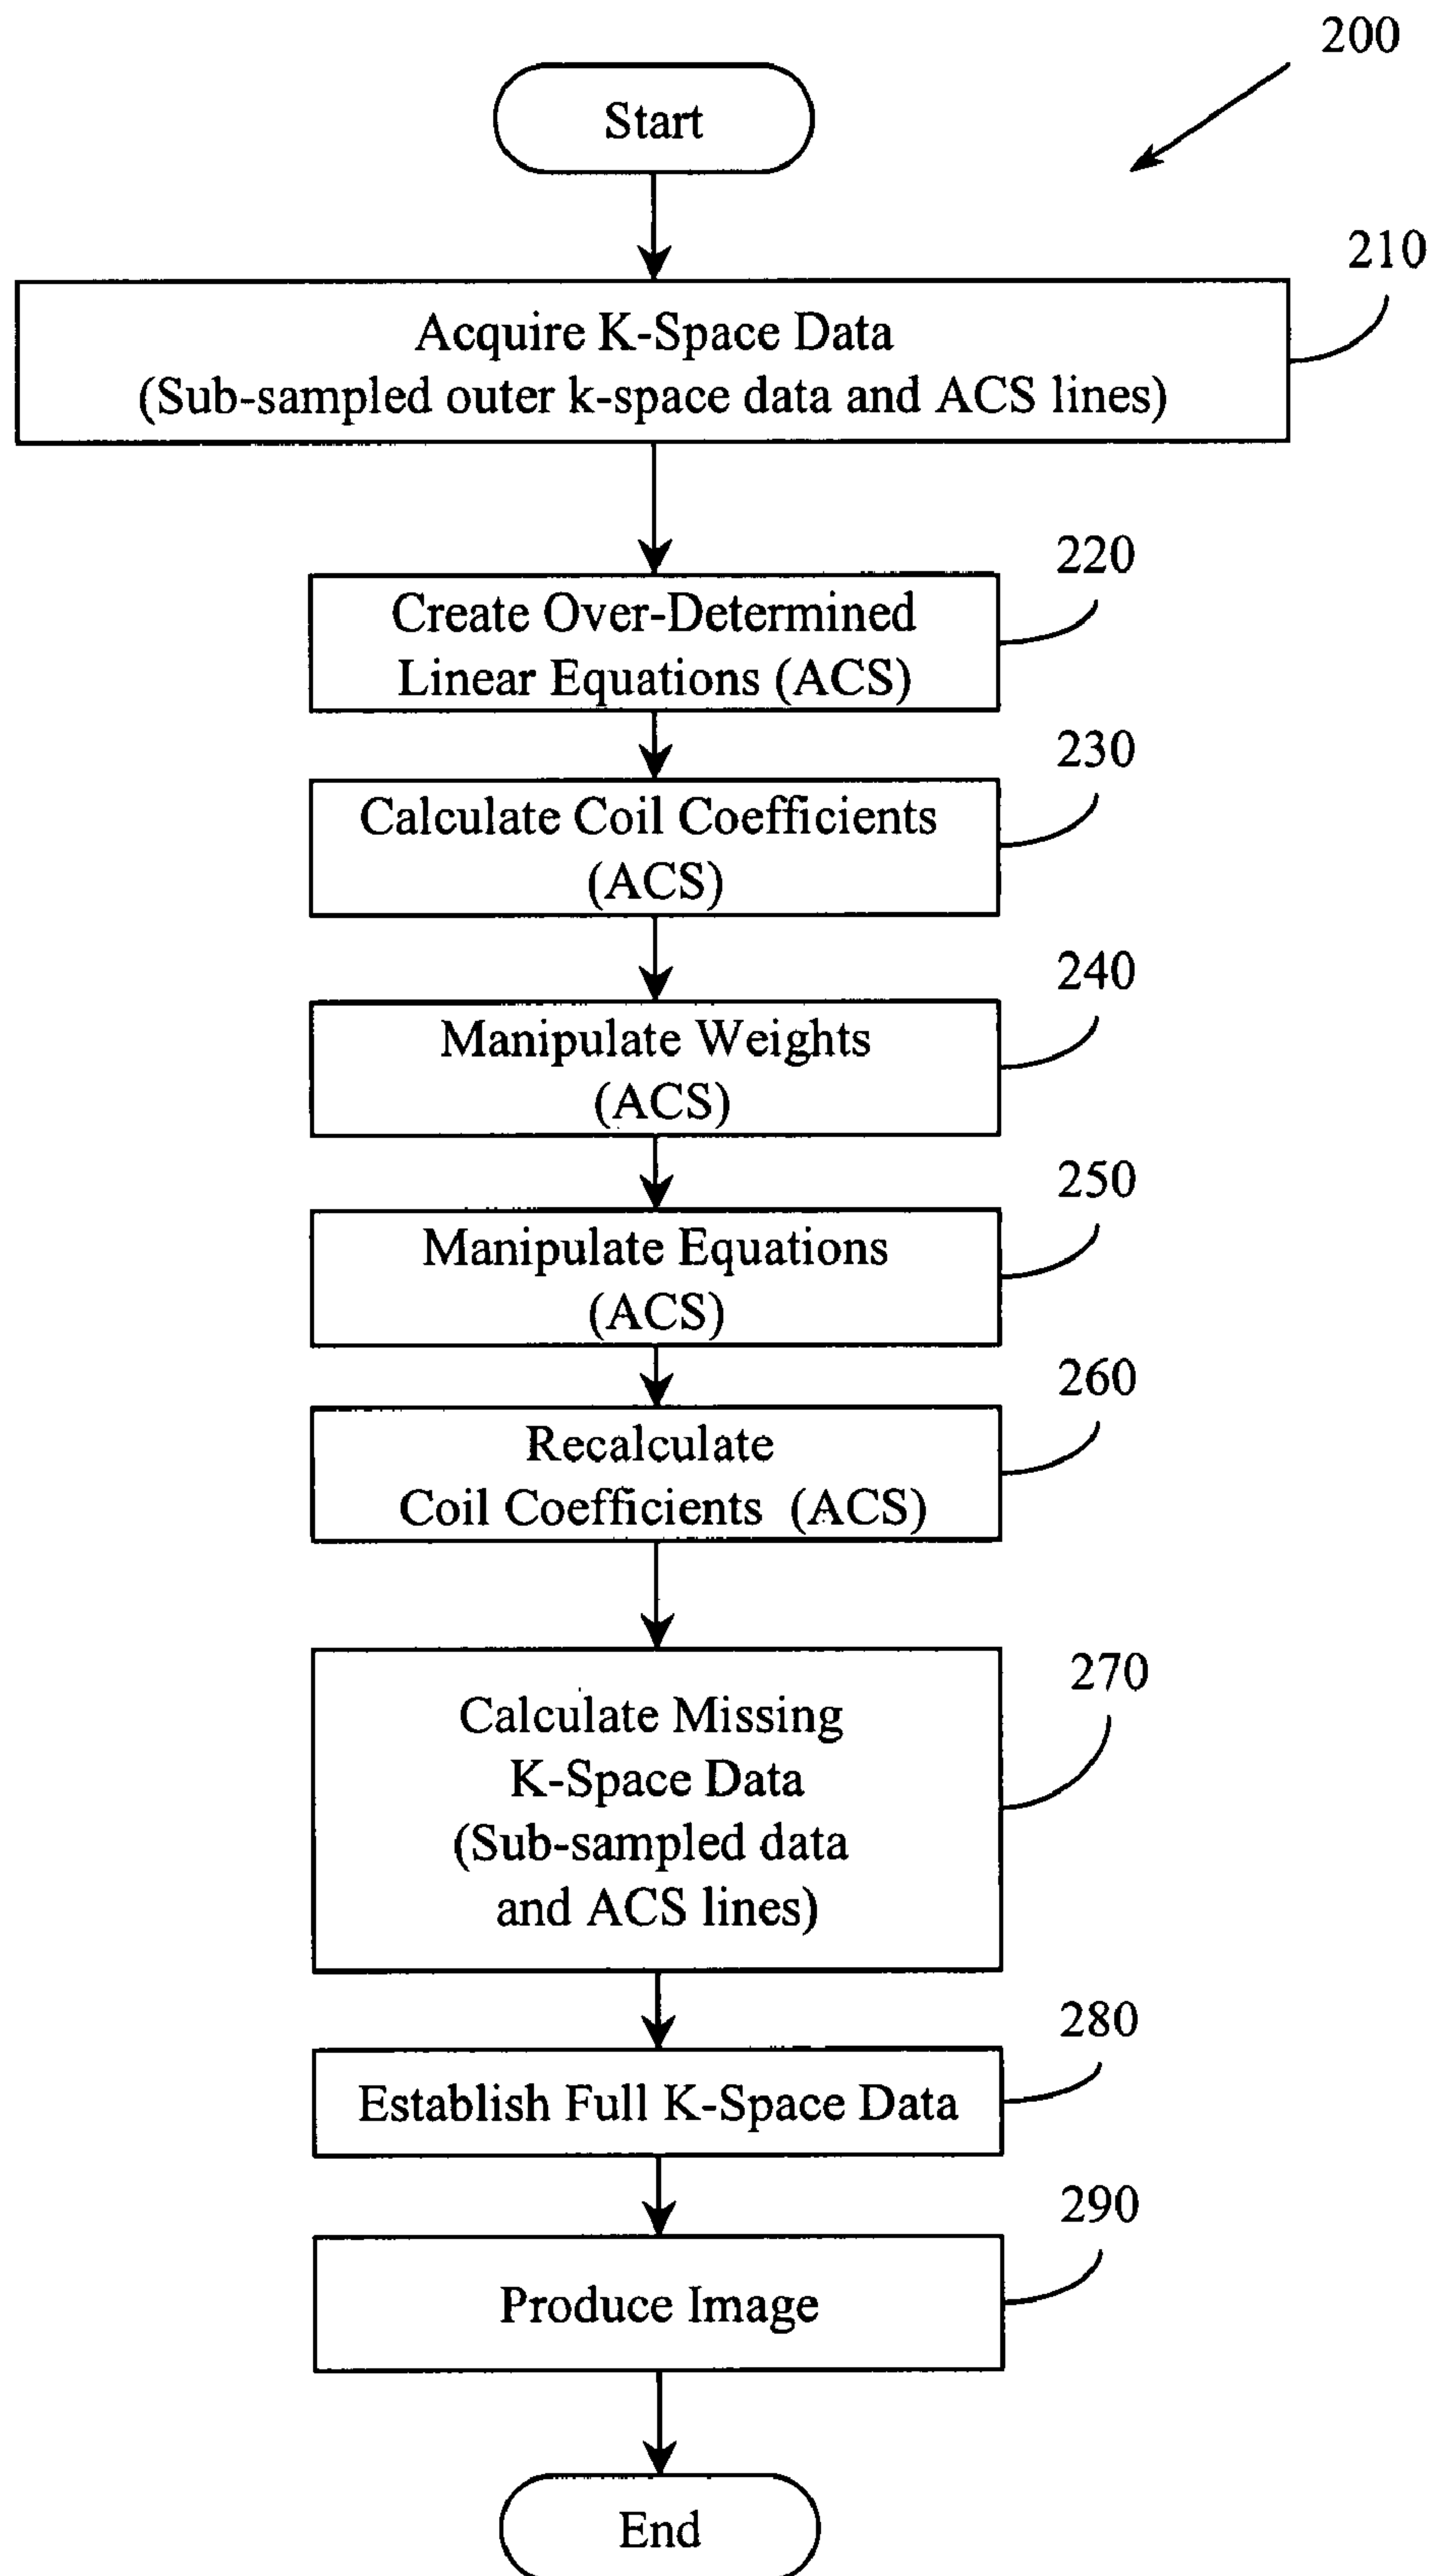 200
Start
210
Acquire K-Space Data
(Sub-sampled outer k-space data and ACS lines)
220
Create Over-Determined
Linear Equations (ACS)
230
Calculate Coil Coefficients
(ACS)
240
Manipulate Weights
(ACS)
250
Manipulate Equations
(ACS)
260
Recalculate
Coil Coefficients (ACS)
270
Calculate Missing
K-Space Data
(Sub-sampled data
and ACS lines)
280
Establish Full K-Space Data
290
Produce Image
End